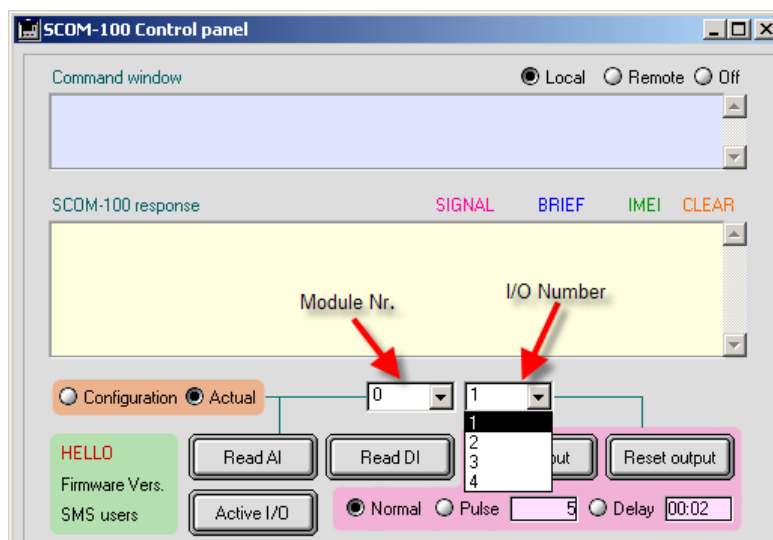 SCOM-100 Control panel
Command window Local Remote Off
SCOM-100 response SIGNAL BRIEF IMEI CLEAR
Module Nr. I/O Number
Configuration Actual 0 1
1
2
3
4
HELLO Read AI Read DI out Reset output
Firmware Vers.
SMS users Active I/O Normal Pulse 5 Delay 00:02